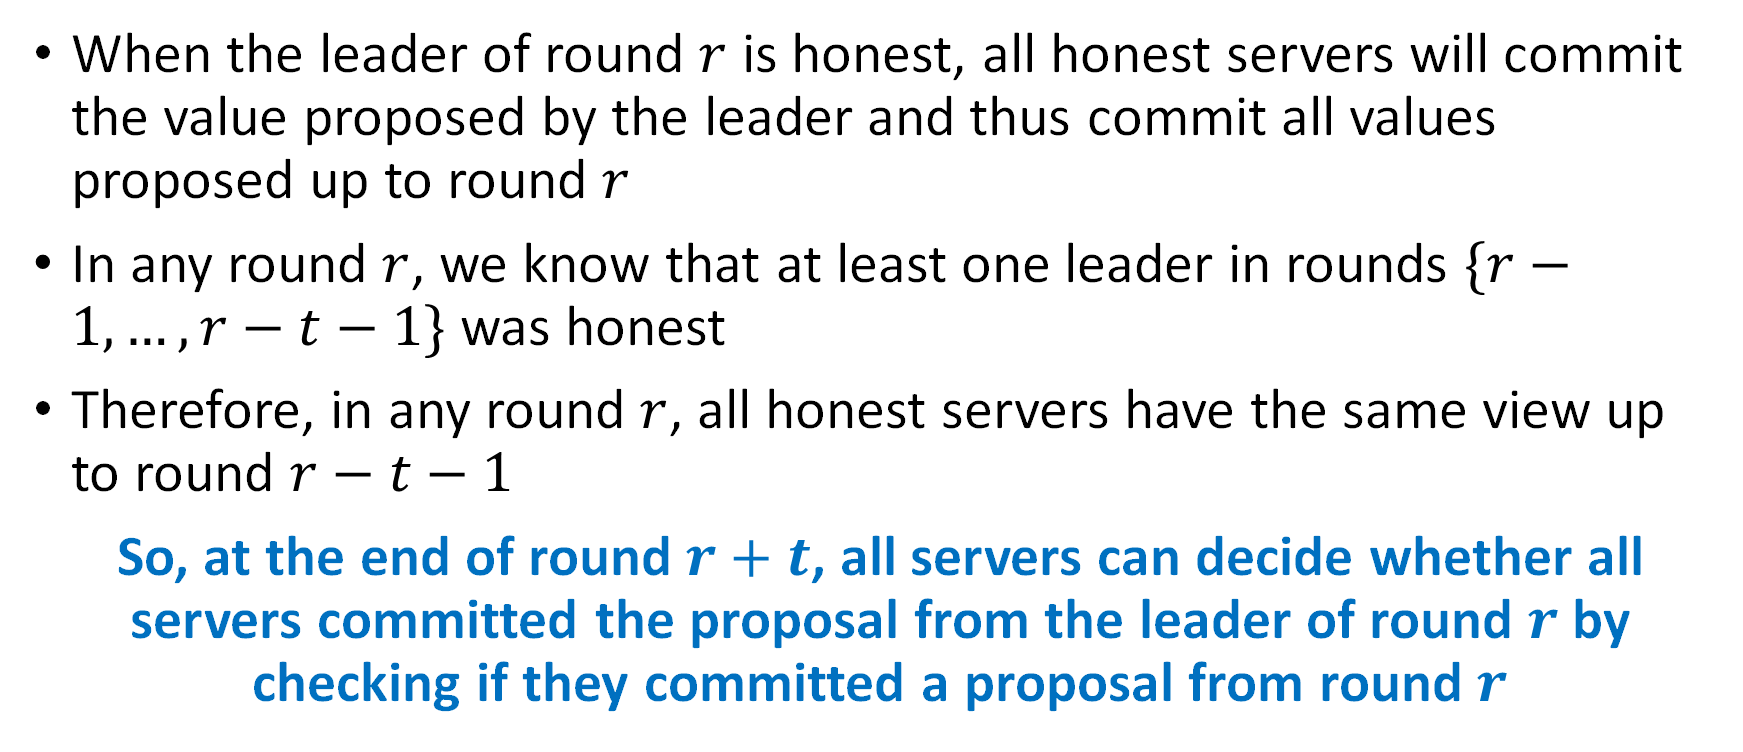 • When the leader of round r is honest, all honest servers will commit
the value proposed by the leader and thus commit all values
proposed up to round r
• In any round r, we know that at least one leader in rounds {r −
1, … , r − t − 1} was honest
• Therefore, in any round r, all honest servers have the same view up
to round r − t − 1
So, at the end of round r + t, all servers can decide whether all
servers committed the proposal from the leader of round r by
checking if they committed a proposal from round r